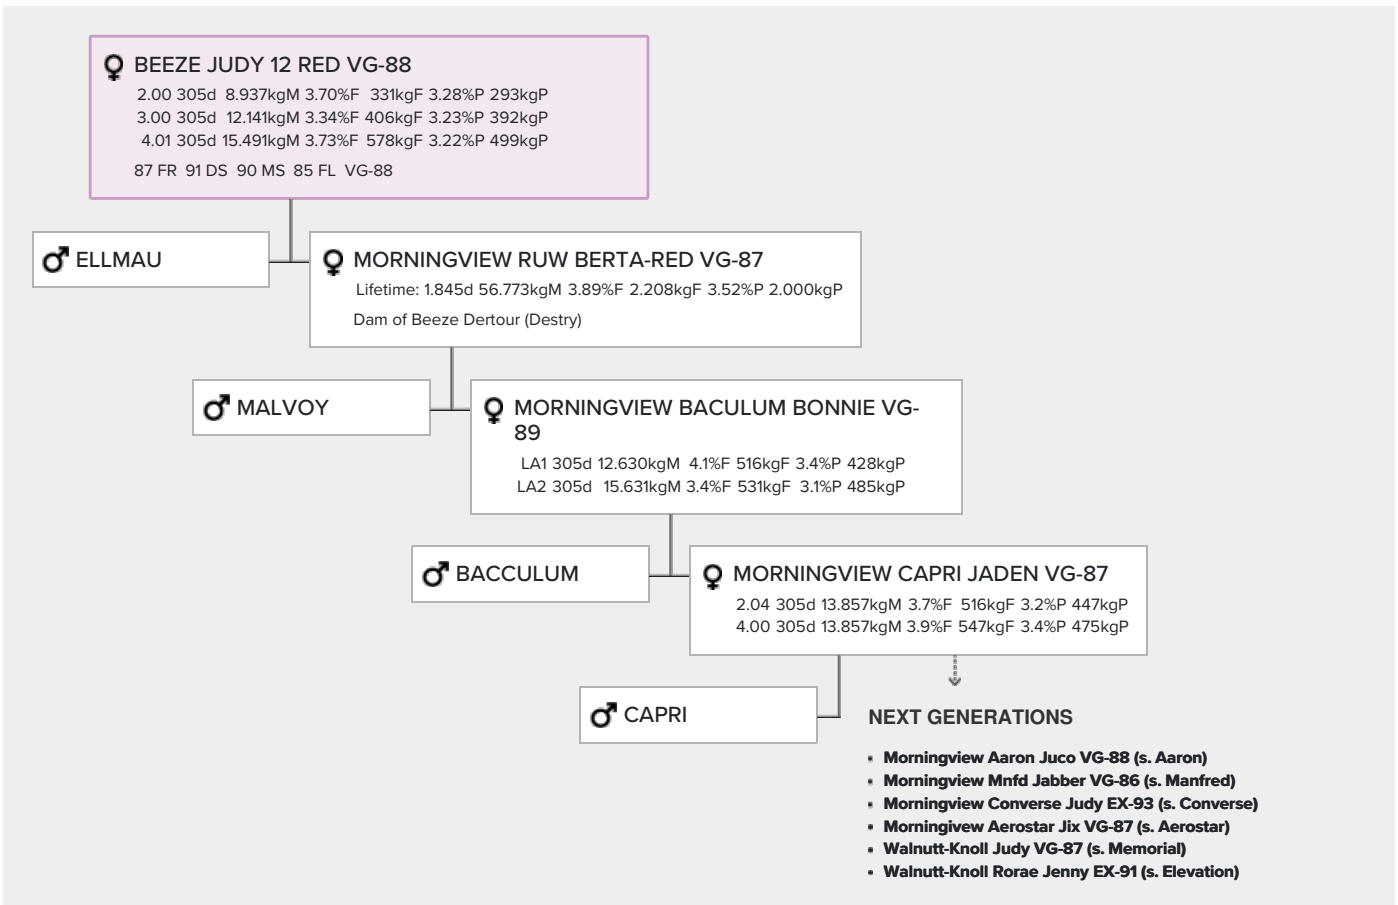 BEEZE JUDY 12 RED VG-88
2.00 305d 8.937kgM 3.70%F 331kgF 3.28%P 293kgP
3.00 305d 12.141kgM 3.34%F 406kgF 3.23%P 392kgP
4.01 305d 15.491kgM 3.73%F 578kgF 3.22%P 499kgP
87 FR 91 DS 90 MS 85 FL VG-88
ELLMAU
MORNINGVIEW RUW BERTA-RED VG-87
Lifetime: 1.845d 56.773kgM 3.89%F 2.208kgF 3.52%P 2.000kgP
Dam of Beeze Dertour (Destry)
MALVOY
MORNINGVIEW BACULUM BONNIE VG-
89
LA1 305d 12.630kgM 4.1%F 516kgF 3.4%P 428kgP
LA2 305d 15.631kgM 3.4%F 531kgF 3.1%P 485kgP
BACCULUM
MORNINGVIEW CAPRI JADEN VG-87
2.04 305d 13.857kgM 3.7%F 516kgF 3.2%P 447kgP
4.00 305d 13.857kgM 3.9%F 547kgF 3.4%P 475kgP
CAPRI
NEXT GENERATIONS
Morningview Aaron Juco VG-88 (s. Aaron)
Morningview Mnfd Jabber VG-86 (s. Manfred)
Morningview Converse Judy EX-93 (s. Converse)
Morningivew Aerostar Jix VG-87 (s. Aerostar)
Walnutt-Knoll Judy VG-87 (s. Memorial)
Walnutt-Knoll Rorae Jenny EX-91 (s. Elevation)